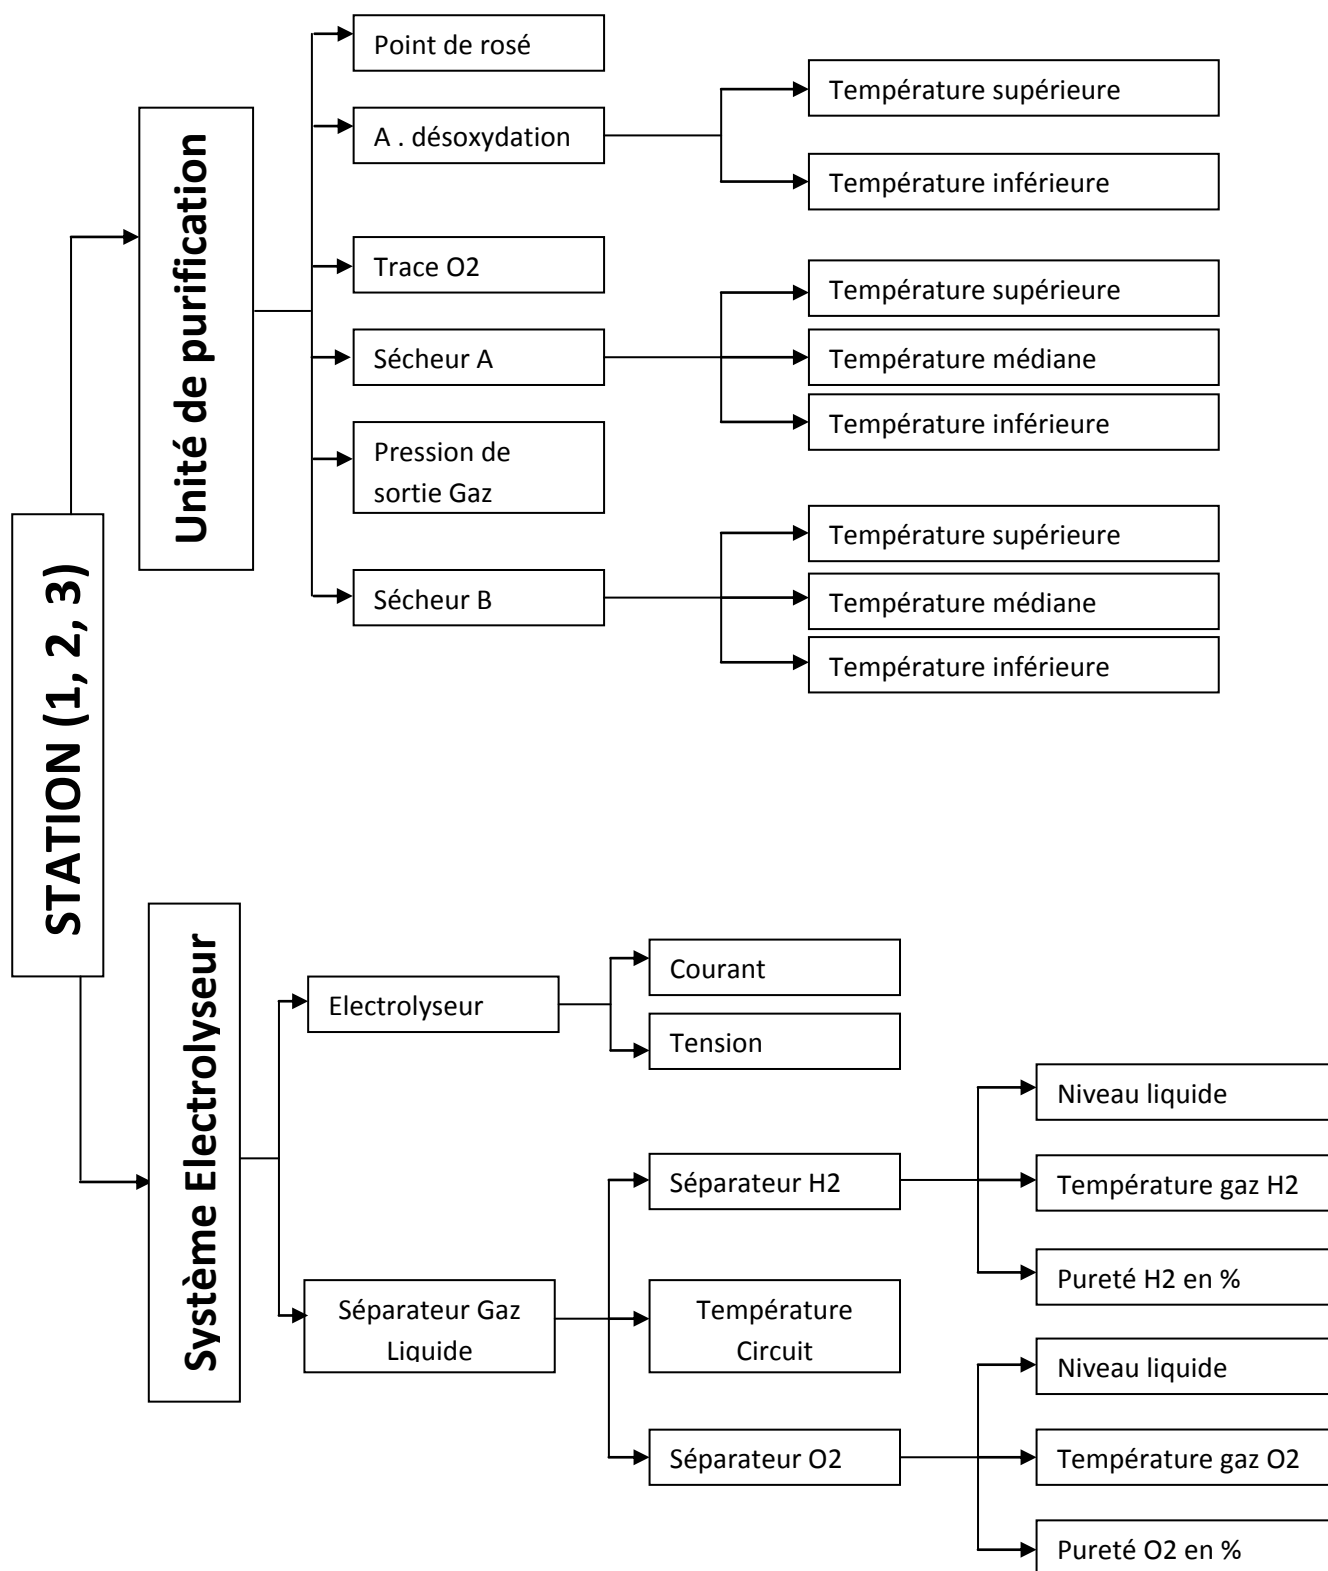 STATION (1, 2, 3)
Unité de purification
Point de rosé
A . désoxydation
Température supérieure
Température inférieure
Trace O2
Sécheur A
Température supérieure
Température médiane
Température inférieure
Pression de
sortie Gaz
Sécheur B
Température supérieure
Température médiane
Température inférieure
Système Electrolyseur
Electrolyseur
Courant
Tension
Séparateur Gaz
Liquide
Séparateur H2
Niveau liquide
Température gaz H2
Pureté H2 en %
Température
Circuit
Séparateur O2
Niveau liquide
Température gaz O2
Pureté O2 en %